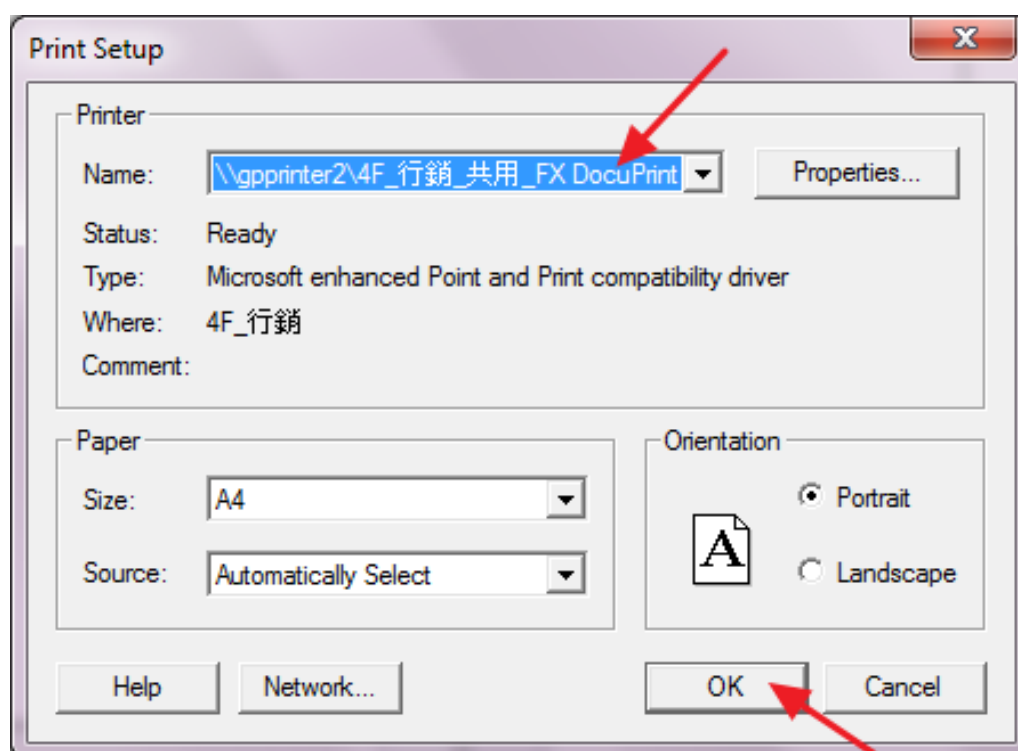 Print Setup
Printer
Name: \\gpprinter2\4F_行銷_共用_FX DocuPrint Properties...
Status: Ready
Type: Microsoft enhanced Point and Print compatibility driver
Where: 4F_行銷
Comment:
Paper
Size: A4
Source: Automatically Select
Orientation
A
Portrait
Landscape
Help Network... OK Cancel